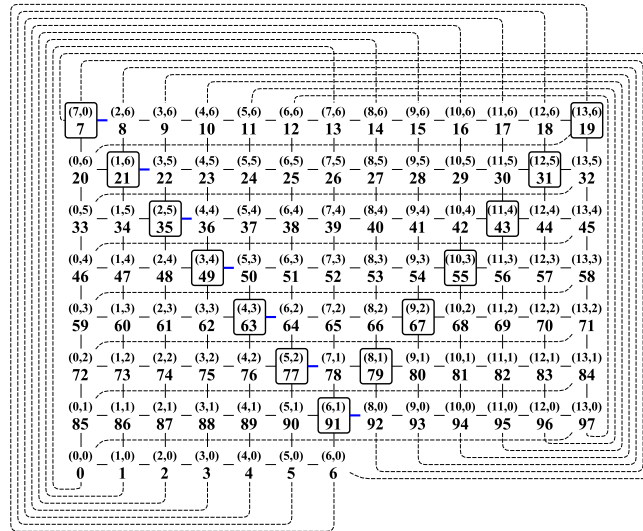 (7,0) (2,6) (3,6) (4,6) (5,6) (6,6) (7,6) (8,6) (9,6) (10,6) (11,6) (12,6) (13,6)
7 8 9 10 11 12 13 14 15 16 17 18 19
(0,6) (1,6) (3,5) (4,5) (5,5) (6,5) (7,5) (8,5) (9,5) (10,5) (11,5) (12,5) (13,5)
20 21 22 23 24 25 26 27 28 29 30 31 32
(0,5) (1,5) (2,5) (4,4) (5,4) (6,4) (7,4) (8,4) (9,4) (10,4) (11,4) (12,4) (13,4)
33 34 35 36 37 38 39 40 41 42 43 44 45
(0,4) (1,4) (2,4) (3,4) (5,3) (6,3) (7,3) (8,3) (9,3) (10,3) (11,3) (12,3) (13,3)
46 47 48 49 50 51 52 53 54 55 56 57 58
(0,3) (1,3) (2,3) (3,3) (4,3) (6,2) (7,2) (8,2) (9,2) (10,2) (11,2) (12,2) (13,2)
59 60 61 62 63 64 65 66 67 68 69 70 71
(0,2) (1,2) (2,2) (3,2) (4,2) (5,2) (7,1) (8,1) (9,1) (10,1) (11,1) (12,1) (13,1)
72 73 74 75 76 77 78 79 80 81 82 83 84
(0,1) (1,1) (2,1) (3,1) (4,1) (5,1) (6,1) (8,0) (9,0) (10,0) (11,0) (12,0) (13,0)
85 86 87 88 89 90 91 92 93 94 95 96 97
(0,0) (1,0) (2,0) (3,0) (4,0) (5,0) (6,0)
0 1 2 3 4 5 6